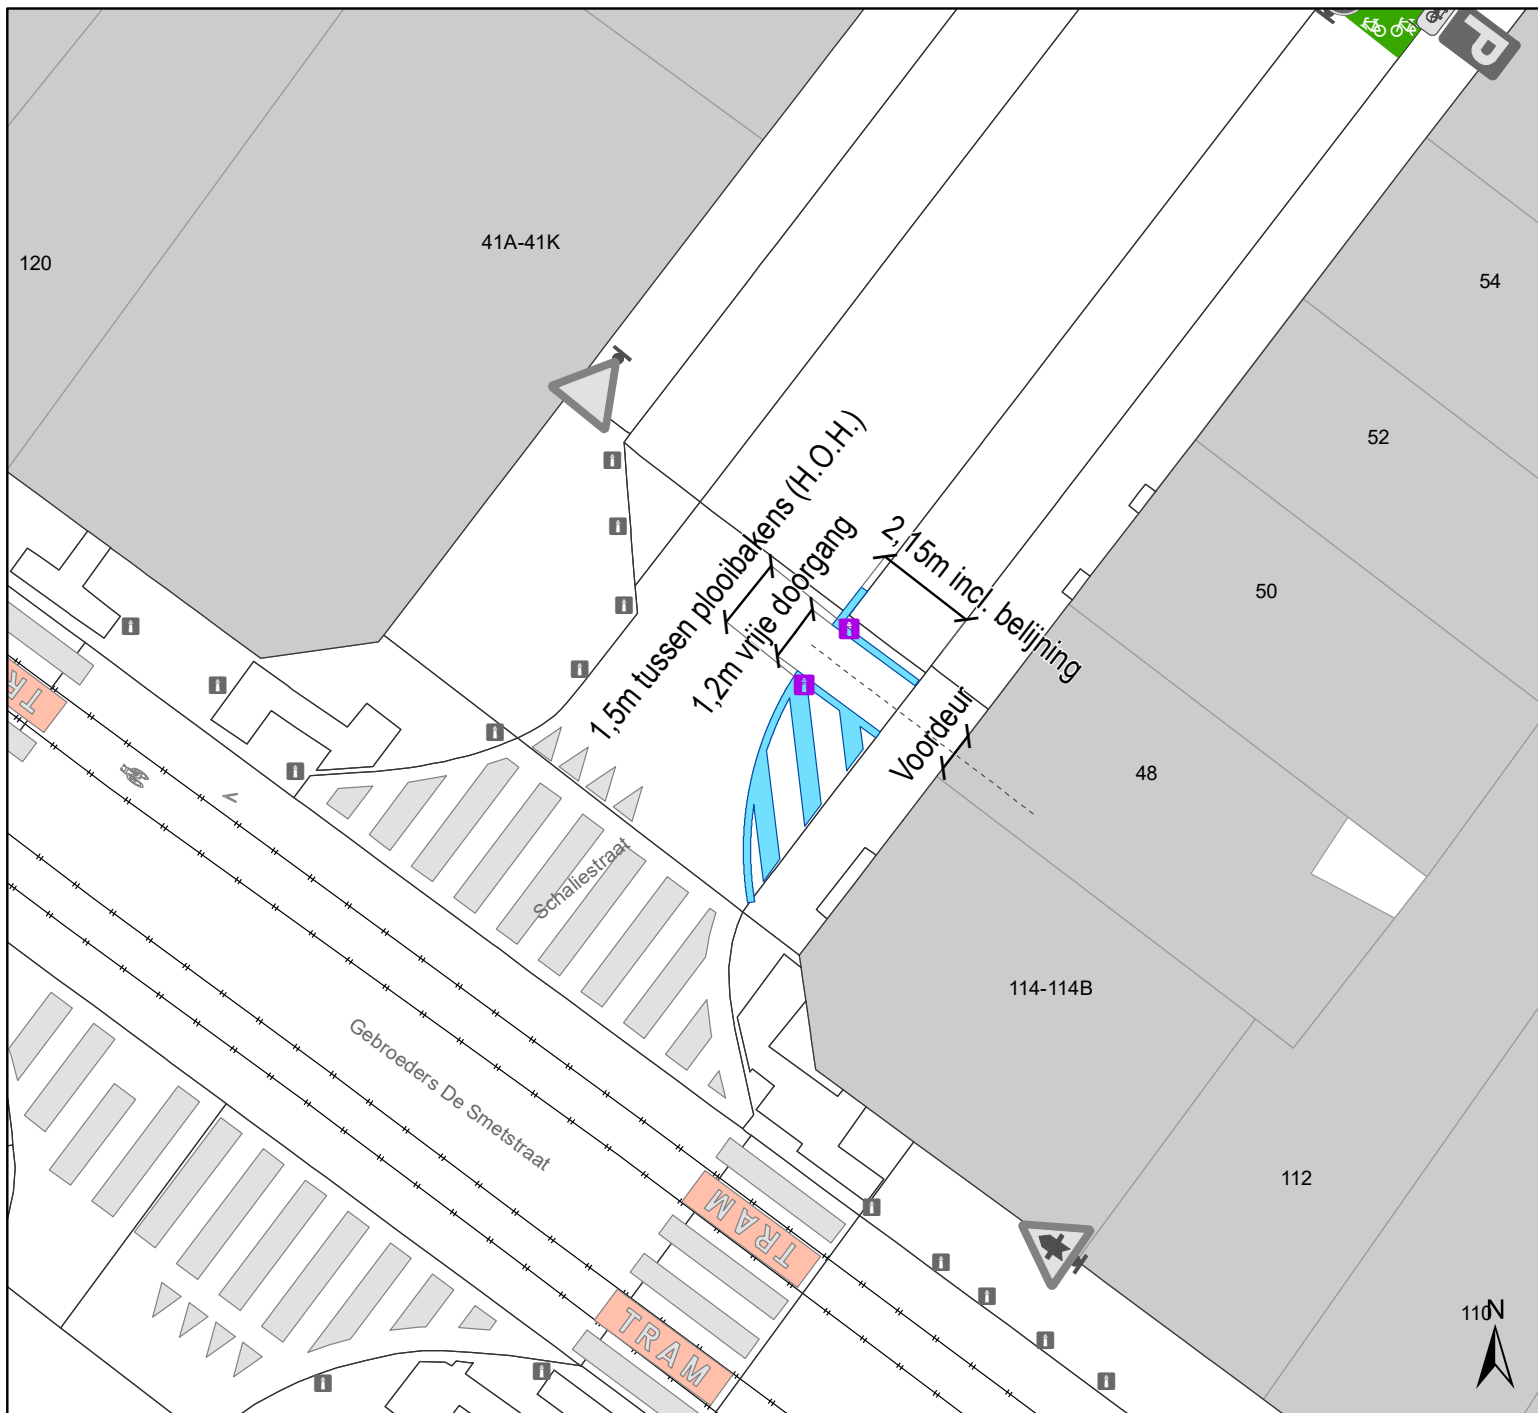 P
120
41A-41K
54
52
50
48
1,5m tussen plooibakens (H.O.H.)
1,2m vrije doorgang
2,15m incl. belijning
Voordeur
TR
Schaliestraat
114-114B
Gebroeders De Smetstraat
112
TRAM
TRAM
110
N